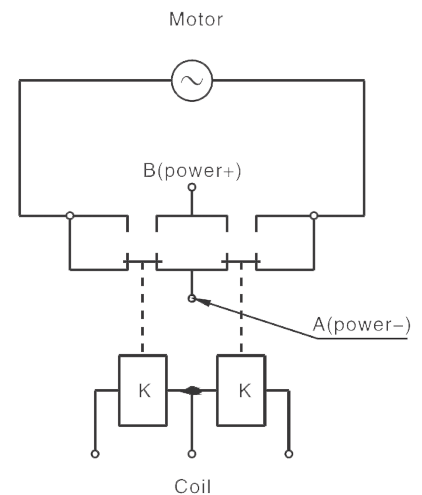 Motor
B(power+)
A(power−)
K K
Coil